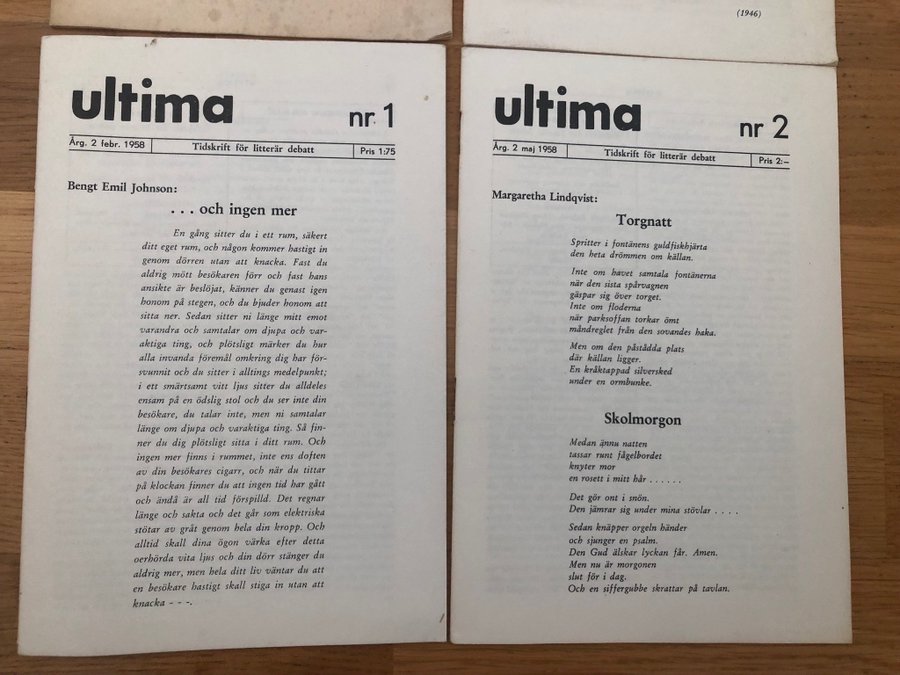 (1946)
ultima
nr 1
Årg. 2 febr. 1958
Tidskrift för litterär debatt
Pris 1:75
Bengt Emil Johnson:
. . . och ingen mer
En gång sitter du i ett rum, säkert
ditt eget rum, och någon kommer hastigt in
genom dörren utan att knacka. Fast du
aldrig mött besökaren förr och fast hans
ansikte är beslöjat, känner du genast igen
honom på stegen, och du bjuder honom att
sitta ner. Sedan sitter ni länge mitt emot
varandra och samtalar om djupa och var-
aktiga ting, och plötsligt märker du hur
alla invanda föremål omkring dig har för-
svunnit och du sitter i alltings medelpunkt;
i ett smärtsamt vitt ljus sitter du alldeles
ensam på en ödslig stol och du ser inte din
besökare, du talar inte, men ni samtalar
länge om djupa och varaktiga ting. Så fin-
ner du dig plötsligt sitta i ditt rum. Och
ingen mer finns i rummet, inte ens doften
av din besökares cigarr, och när du tittar
på klockan finner du att ingen tid har gått
och ändå är all tid förspilld. Det regnar
länge och sakta och det går som elektriska
stötar av gråt genom hela din kropp. Och
alltid skall dina ögon värka efter detta
oerhörda vita ljus och din dörr stänger du
aldrig mer, men hela ditt liv väntar du att
en besökare hastigt skall stiga in utan att
knacka - - -.
ultima
nr 2
Årg. 2 maj 1958
Tidskrift för litterär debatt
Pris 2:—
Margaretha Lindqvist:
Torgnatt
Spritter i fontänens guldfiskhjärta
den heta drömmen om källan.
Inte om havet samtala fontänerna
när den sista spårvagnen
gäspar sig över torget.
Inte om floderna
när parksoffan torkar ömt
måndreglet från den sovandes haka.
Men om den påstådda plats
där källan ligger.
En kråktappad silversked
under en ormbunke.
Skolmorgon
Medan ännu natten
tassar runt fågelbordet
knyter mor
en rosett i mitt hår . . . . . .
Det gör ont i snön.
Den jämrar sig under mina stövlar . . . .
Sedan knäpper orgeln händer
och sjunger en psalm.
Den Gud älskar lyckan får. Amen.
Men nu är morgonen
slut för i dag.
Och en siffergubbe skrattar på tavlan.